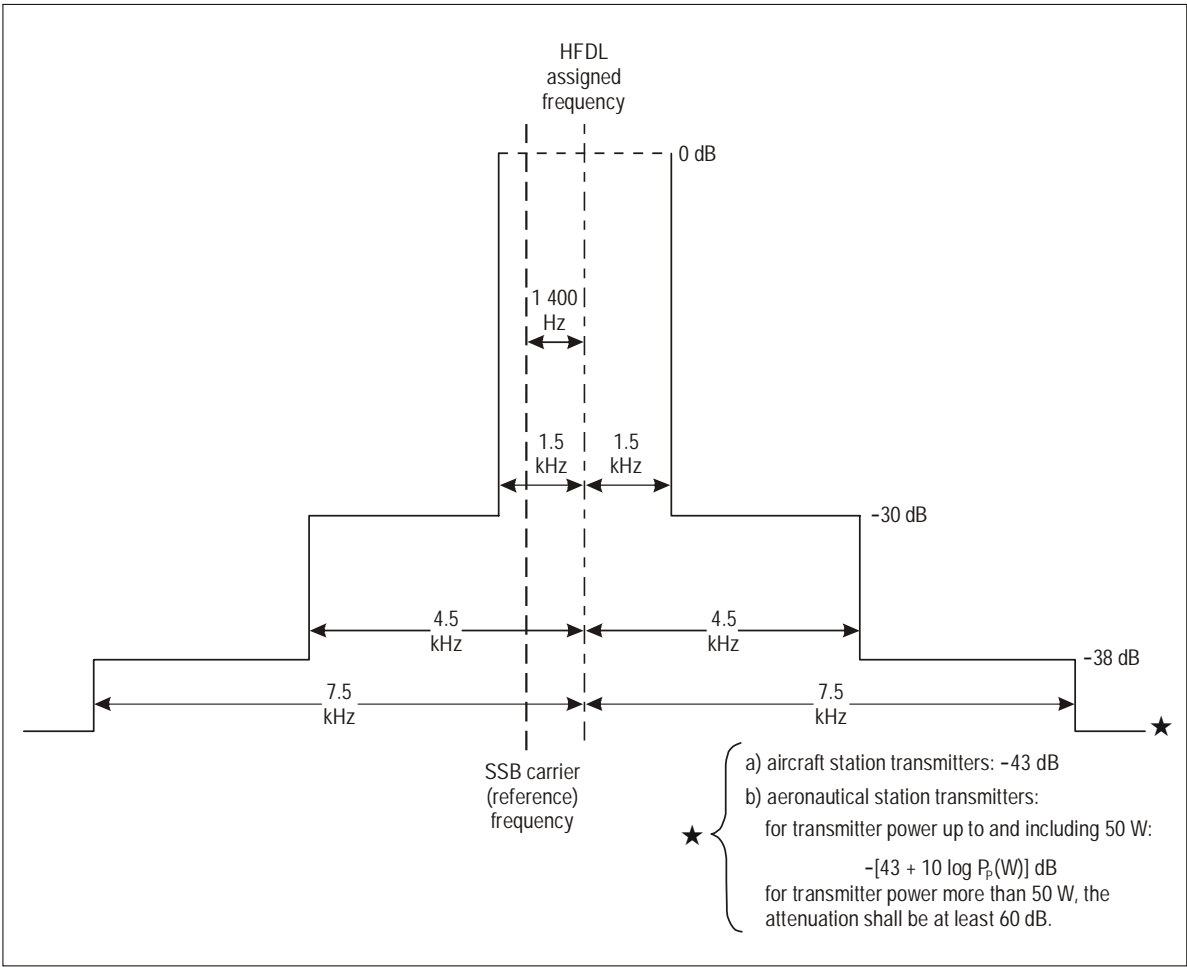 HFDL
assigned
frequency
0 dB
1 400
Hz
1.5
kHz
1.5
kHz
−30 dB
4.5
kHz
4.5
kHz
−38 dB
7.5
kHz
7.5
kHz
★
SSB carrier
(reference)
frequency
★
a) aircraft station transmitters: −43 dB
b) aeronautical station transmitters:
for transmitter power up to and including 50 W:
−[43 + 10 log Pₚ(W)] dB
for transmitter power more than 50 W, the
attenuation shall be at least 60 dB.